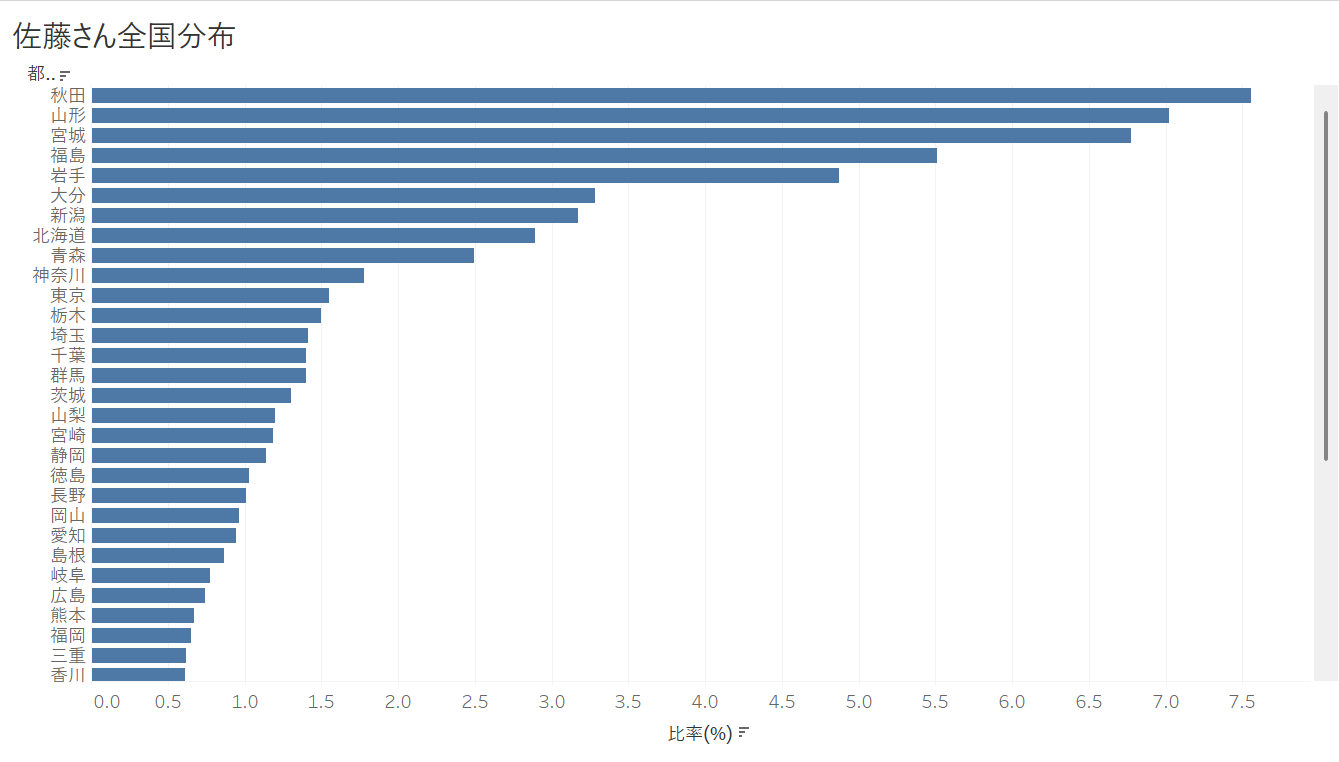 佐藤さん全国分布
都..
秋田
山形
宮城
福島
岩手
大分
新潟
北海道
青森
神奈川
東京
栃木
埼玉
千葉
群馬
茨城
山梨
宮崎
静岡
徳島
長野
岡山
愛知
島根
岐阜
広島
熊本
福岡
三重
香川
0.0 0.5 1.0 1.5 2.0 2.5 3.0 3.5 4.0 4.5 5.0 5.5 6.0 6.5 7.0 7.5
比率(%)